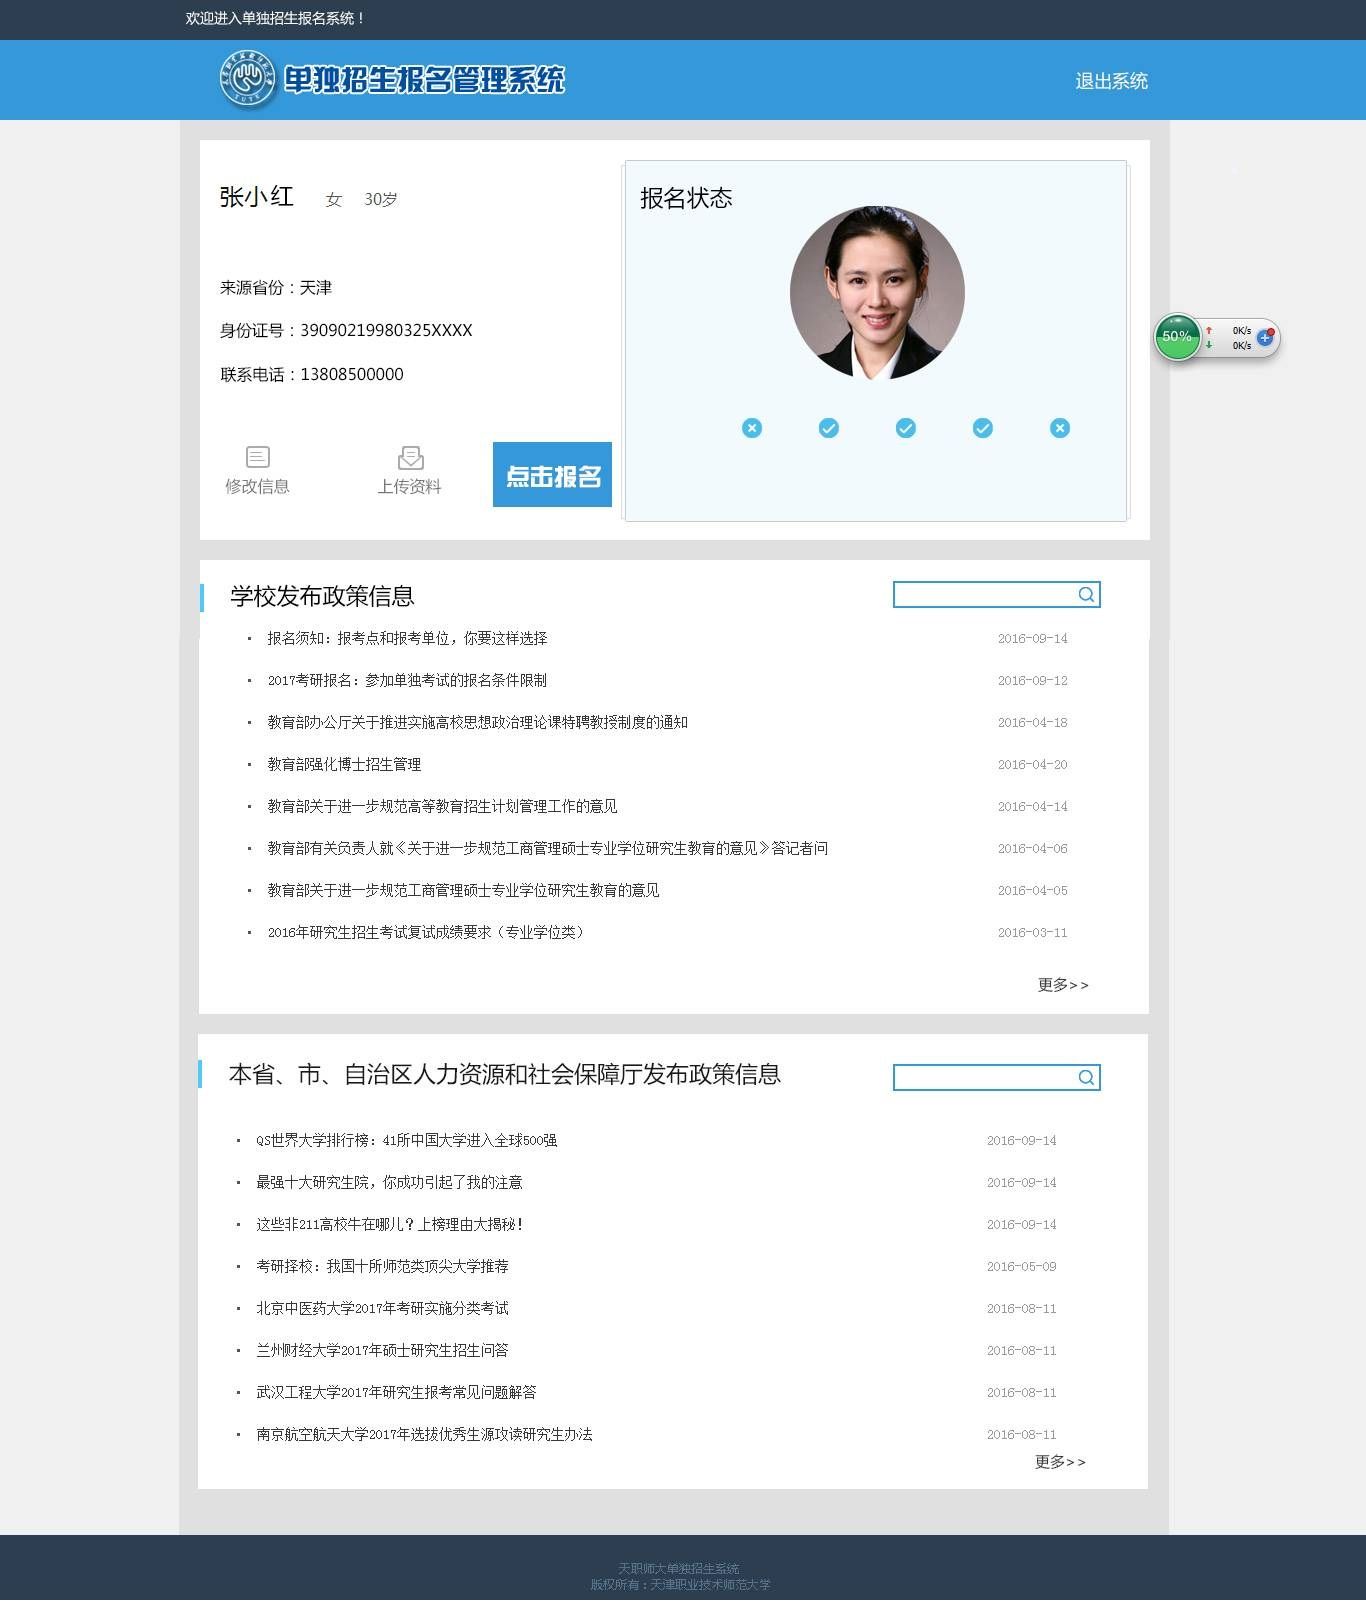 欢迎进入单独招生报名系统！
单独招生报名管理系统
退出系统
张小红 女 30岁
来源省份：天津
身份证号：39090219980325XXXX
联系电话：13808500000
修改信息
上传资料
点击报名
报名状态
50%
0K/s
0K/s
学校发布政策信息
报名须知：报考点和报考单位，你要这样选择 2016-09-14
2017考研报名：参加单独考试的报名条件限制 2016-09-12
教育部办公厅关于推进实施高校思想政治理论课特聘教授制度的通知 2016-04-18
教育部强化博士招生管理 2016-04-20
教育部关于进一步规范高等教育招生计划管理工作的意见 2016-04-14
教育部有关负责人就《关于进一步规范工商管理硕士专业学位研究生教育的意见》答记者问 2016-04-06
教育部关于进一步规范工商管理硕士专业学位研究生教育的意见 2016-04-05
2016年研究生招生考试复试成绩要求（专业学位类） 2016-03-11
更多>>
本省、市、自治区人力资源和社会保障厅发布政策信息
QS世界大学排行榜：41所中国大学进入全球500强 2016-09-14
最强十大研究生院，你成功引起了我的注意 2016-09-14
这些非211高校牛在哪儿？上榜理由大揭秘！ 2016-09-14
考研择校：我国十所师范类顶尖大学推荐 2016-05-09
北京中医药大学2017年考研实施分类考试 2016-08-11
兰州财经大学2017年硕士研究生招生问答 2016-08-11
武汉工程大学2017年研究生报考常见问题解答 2016-08-11
南京航空航天大学2017年选拔优秀生源攻读研究生办法 2016-08-11
更多>>
天职师大单独招生系统
版权所有：天津职业技术师范大学